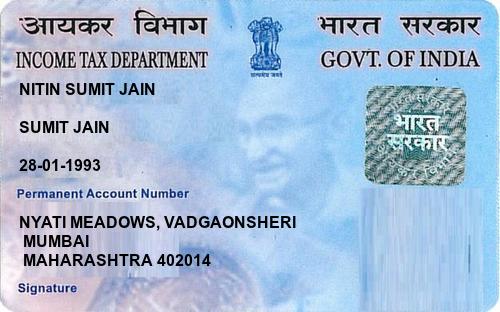 आयकर विभाग
भारत सरकार
INCOME TAX DEPARTMENT
GOVT. OF INDIA
सत्यमेव जयते
NITIN SUMIT JAIN
SUMIT JAIN
28-01-1993
भारत
सरकार
Permanent Account Number
NYATI MEADOWS, VADGAONSHERI
MUMBAI
MAHARASHTRA 402014
Signature